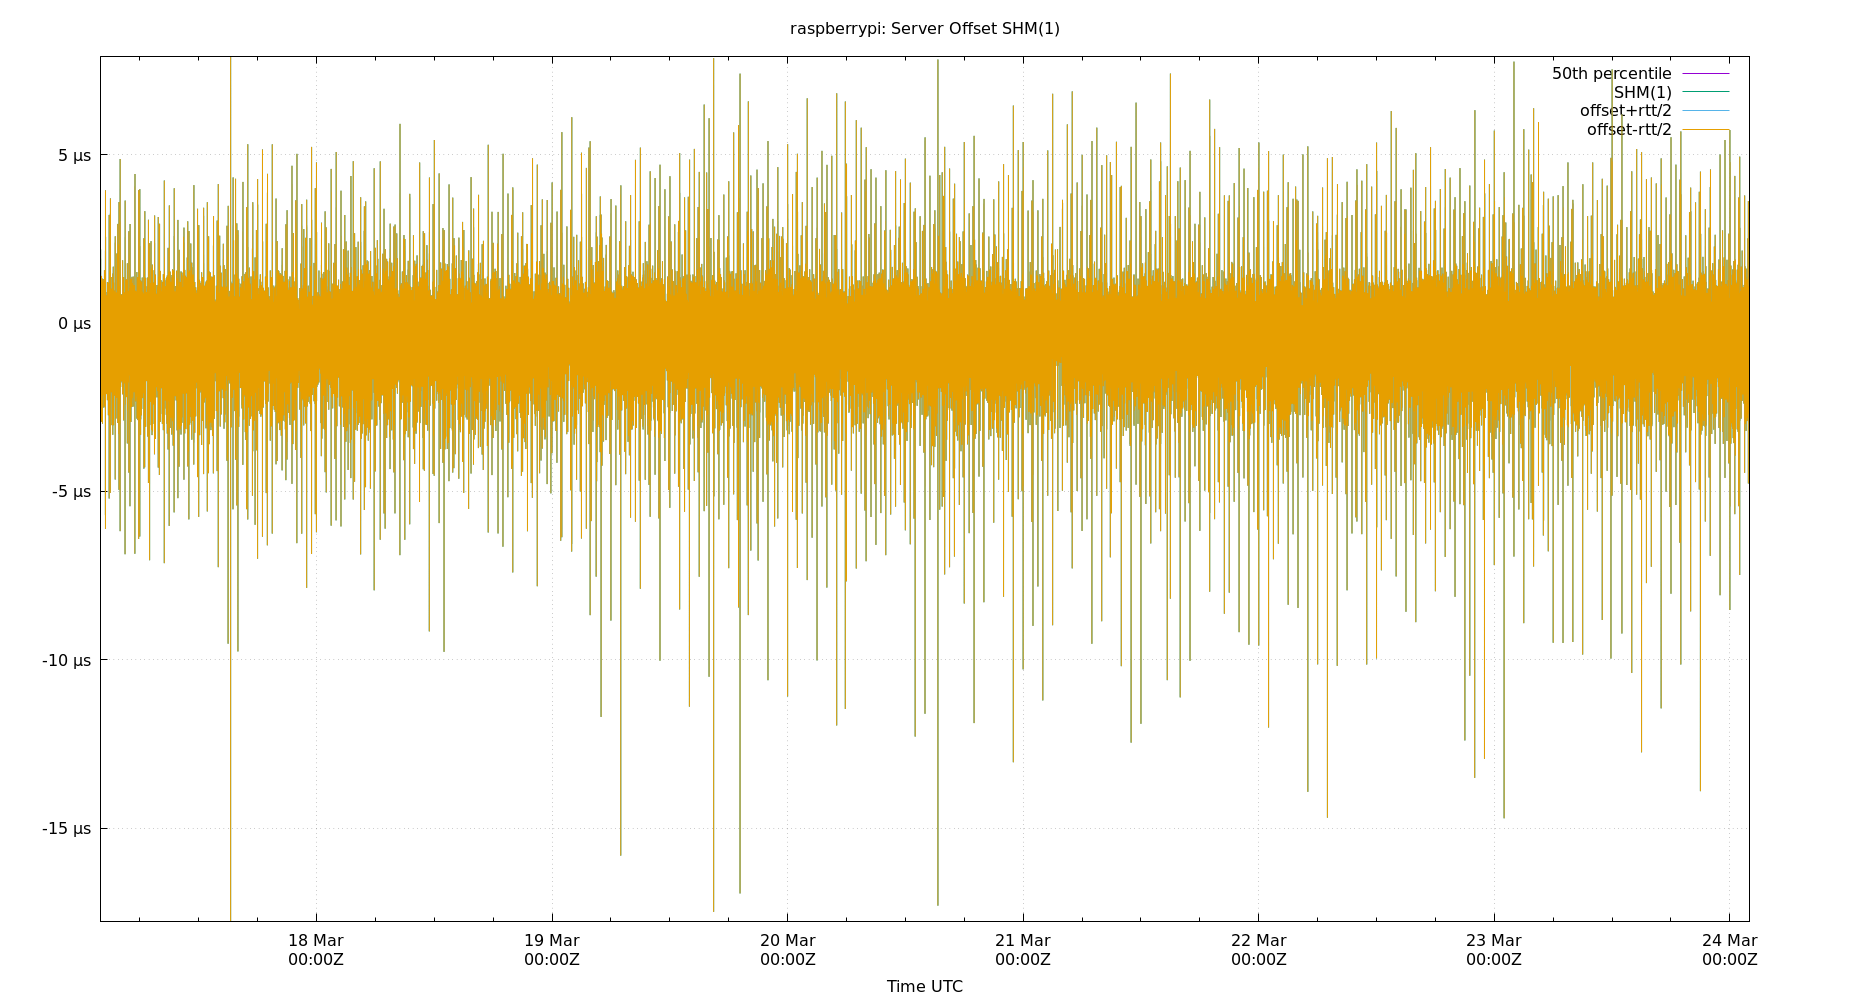 raspberrypi: Server Offset SHM(1)
50th percentile
SHM(1)
offset+rtt/2
offset-rtt/2
5 µs
0 µs
-5 µs
-10 µs
-15 µs
18 Mar 19 Mar 20 Mar 21 Mar 22 Mar 23 Mar 24 Mar
00:00Z 00:00Z 00:00Z 00:00Z 00:00Z 00:00Z 00:00Z
Time UTC